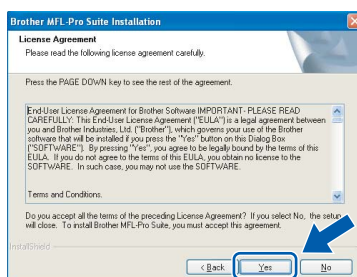 Brother MFL-Pro Suite Installation
License Agreement
Please read the following license agreement carefully.
Press the PAGE DOWN key to see the rest of the agreement.
End-User License Agreement for Brother Software IMPORTANT- PLEASE READ
CAREFULLY: This End-User License Agreement ("EULA") is a legal agreement between
you and Brother Industries, Ltd. ("Brother"), which governs your use of the Brother
software that will be installed if you press the "Yes" button on this Dialog Box
("SOFTWARE"). By pressing "Yes", you agree to be legally bound by the terms of this
EULA. If you do not agree to the terms of this EULA, you obtain no license to the
SOFTWARE. In such case, you may not use the SOFTWARE.
Terms and Conditions.
Do you accept all the terms of the preceding License Agreement? If you select No, the setup
will close. To install Brother MFL-Pro Suite, you must accept this agreement.
InstallShield
< Back
Yes
No